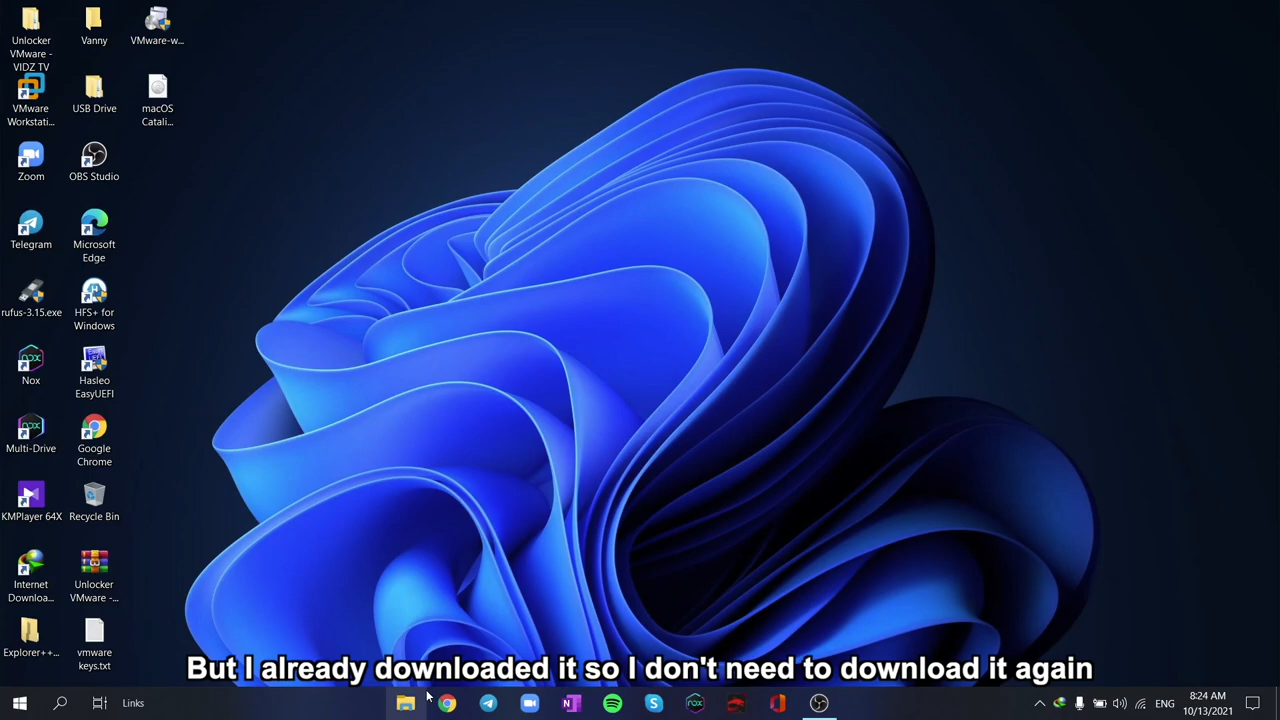 Unlocker
VMware -
VIDZ TV
Vanny
VMware-w...
VMware
Workstati...
USB Drive
macOS
Catali...
Zoom
OBS Studio
Telegram
Microsoft
Edge
rufus-3.15.exe
HFS+ for
Windows
Nox
Hasleo
EasyUEFI
Multi-Drive
Google
Chrome
KMPlayer 64X
Recycle Bin
Internet
Downloa...
Unlocker
VMware -...
Explorer++...
vmware
keys.txt
But I already downloaded it so I don't need to download it again
Links
ENG
8:24 AM
10/13/2021